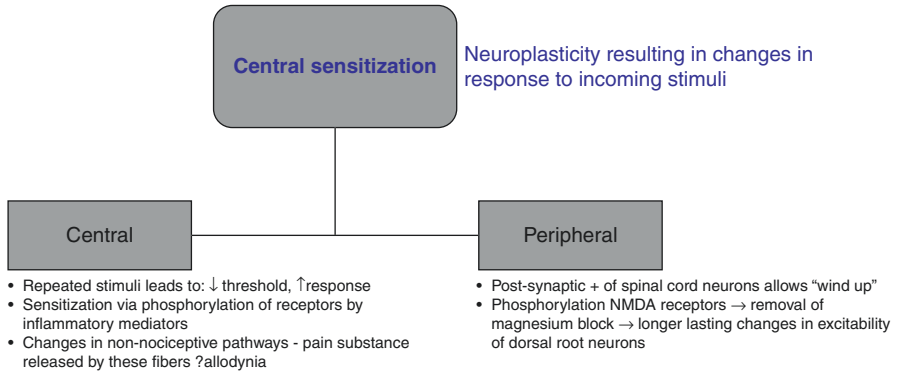 Central sensitization
Neuroplasticity resulting in changes in
response to incoming stimuli
Central
Peripheral
• Repeated stimuli leads to: ↓ threshold, ↑response
• Sensitization via phosphorylation of receptors by
inflammatory mediators
• Changes in non-nociceptive pathways - pain substance
released by these fibers ?allodynia
• Post-synaptic + of spinal cord neurons allows “wind up”
• Phosphorylation NMDA receptors → removal of
magnesium block → longer lasting changes in excitability
of dorsal root neurons